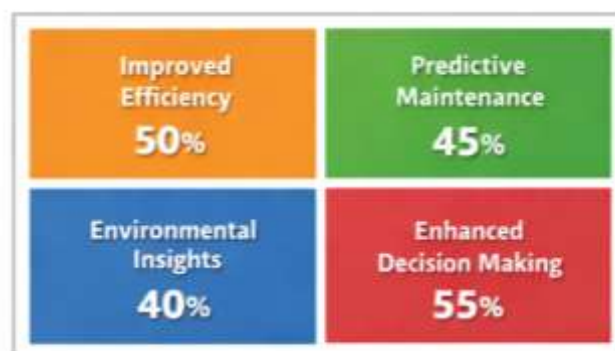 Improved
Efficiency
50%
Predictive
Maintenance
45%
Environmental
Insights
40%
Enhanced
Decision Making
55%